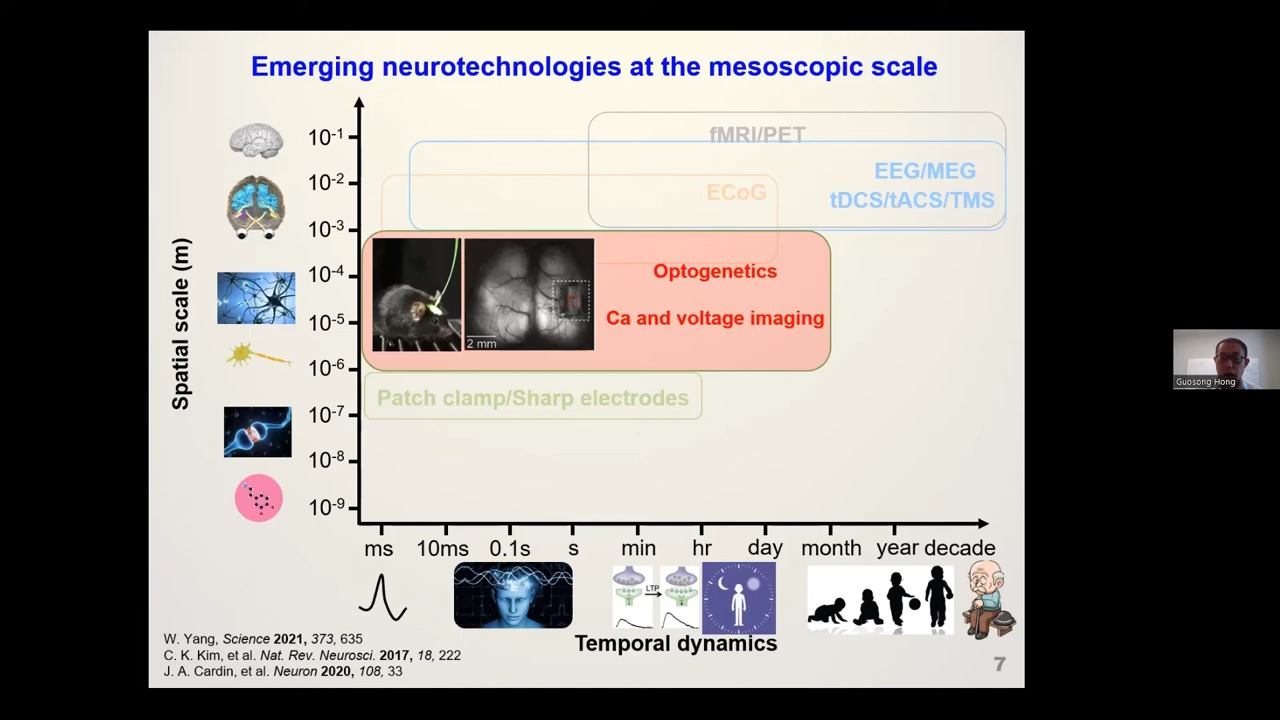 Emerging neurotechnologies at the mesoscopic scale
Spatial scale (m)
10-1
10-2
10-3
10-4
10-5
10-6
10-7
10-8
10-9
fMRI/PET
EEG/MEG
tDCS/tACS/TMS
ECoG
Optogenetics
Ca and voltage imaging
2 mm
Patch clamp/Sharp electrodes
ms 10ms 0.1s s min hr day month year decade
LTP
Temporal dynamics
W. Yang, Science 2021, 373, 635
C. K. Kim, et al. Nat. Rev. Neurosci. 2017, 18, 222
J. A. Cardin, et al. Neuron 2020, 108, 33
7
Guosong Hong